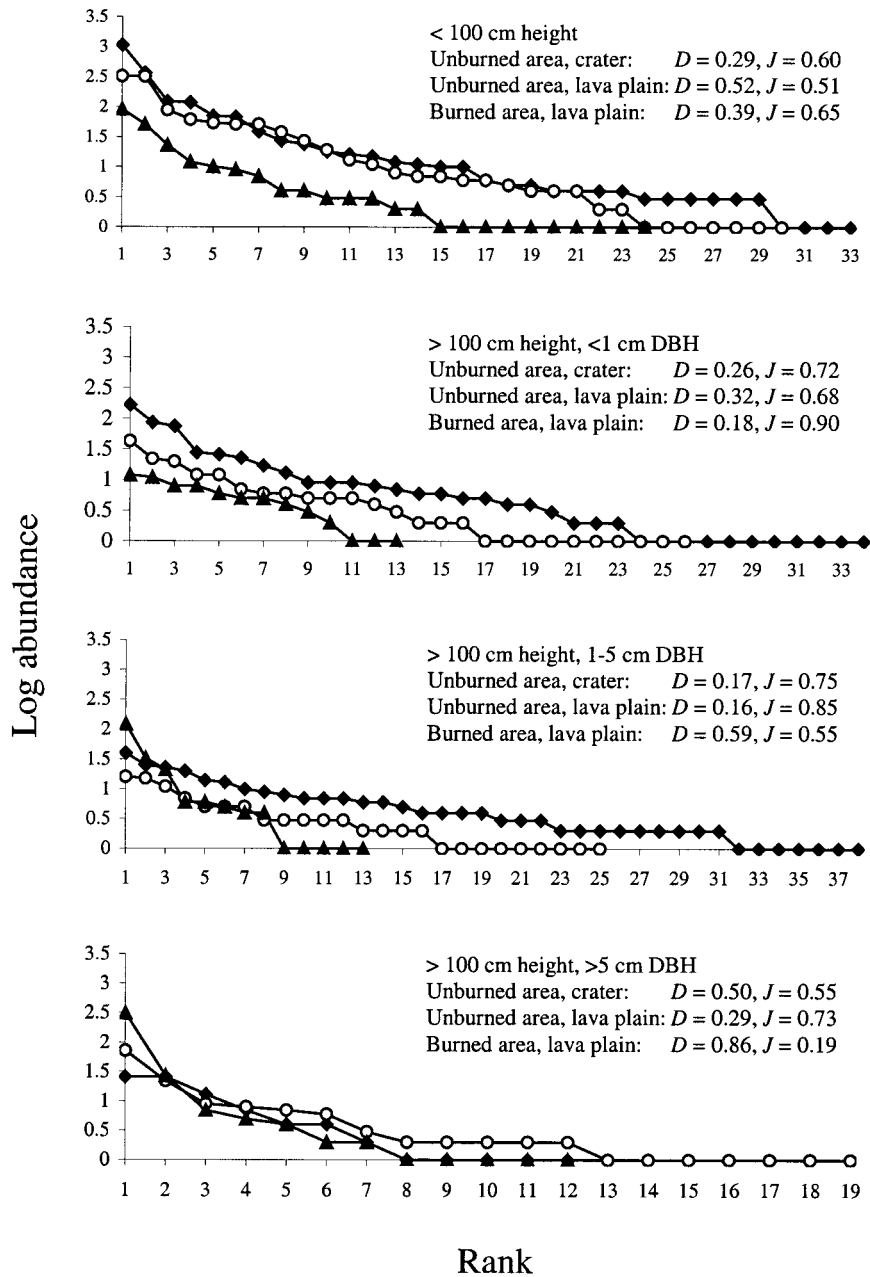 3.5
3
2.5
2
1.5
1
0.5
0
1 3 5 7 9 11 13 15 17 19 21 23 25 27 29 31 33
< 100 cm height
Unburned area, crater: D = 0.29, J = 0.60
Unburned area, lava plain: D = 0.52, J = 0.51
Burned area, lava plain: D = 0.39, J = 0.65
3.5
3
2.5
2
1.5
1
0.5
0
1 3 5 7 9 11 13 15 17 19 21 23 25 27 29 31 33
> 100 cm height, <1 cm DBH
Unburned area, crater: D = 0.26, J = 0.72
Unburned area, lava plain: D = 0.32, J = 0.68
Burned area, lava plain: D = 0.18, J = 0.90
Log abundance
3.5
3
2.5
2
1.5
1
0.5
0
1 3 5 7 9 11 13 15 17 19 21 23 25 27 29 31 33 35 37
> 100 cm height, 1-5 cm DBH
Unburned area, crater: D = 0.17, J = 0.75
Unburned area, lava plain: D = 0.16, J = 0.85
Burned area, lava plain: D = 0.59, J = 0.55
3.5
3
2.5
2
1.5
1
0.5
0
1 2 3 4 5 6 7 8 9 10 11 12 13 14 15 16 17 18 19
> 100 cm height, >5 cm DBH
Unburned area, crater: D = 0.50, J = 0.55
Unburned area, lava plain: D = 0.29, J = 0.73
Burned area, lava plain: D = 0.86, J = 0.19
Rank